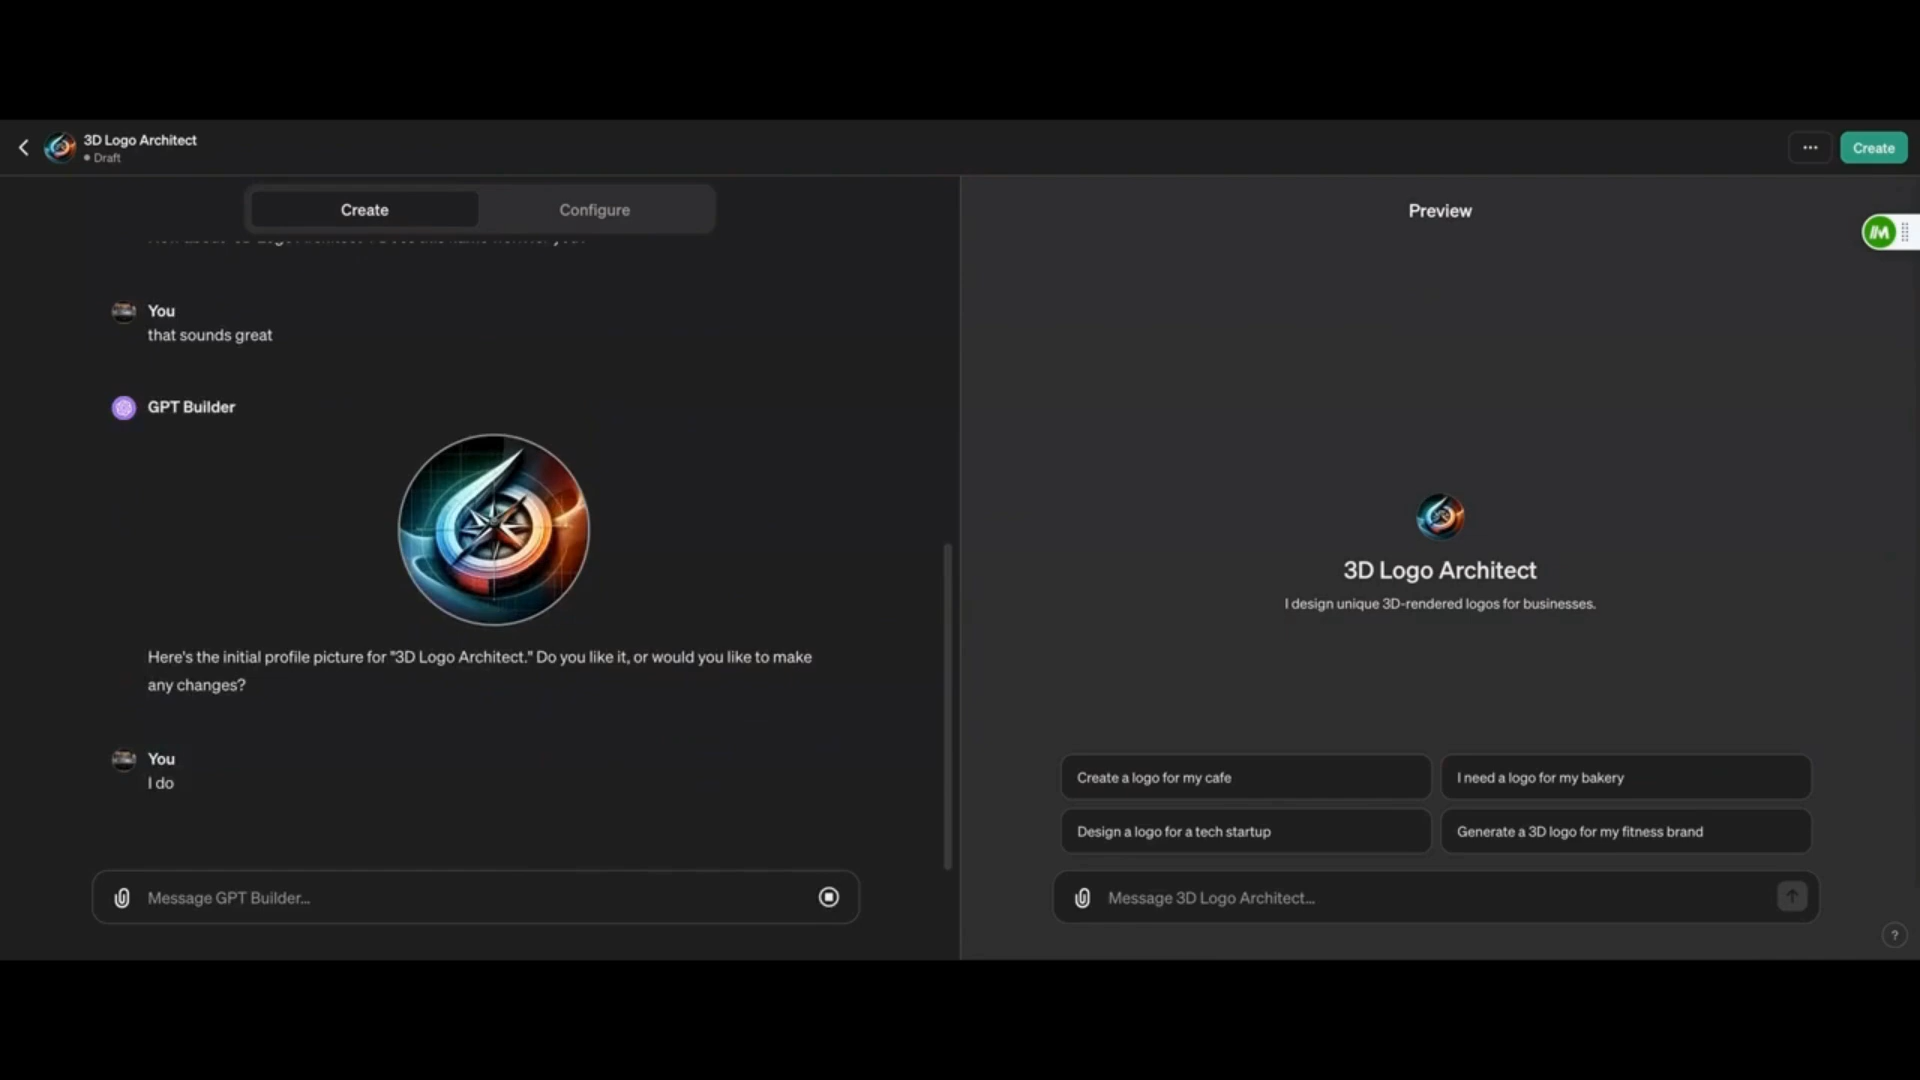 3D Logo Architect
Draft
...
Create
Create
Configure
Preview
You
that sounds great
GPT Builder
Here's the initial profile picture for "3D Logo Architect." Do you like it, or would you like to make
any changes?
You
I do
Message GPT Builder...
3D Logo Architect
I design unique 3D-rendered logos for businesses.
Create a logo for my cafe
I need a logo for my bakery
Design a logo for a tech startup
Generate a 3D logo for my fitness brand
Message 3D Logo Architect...
?